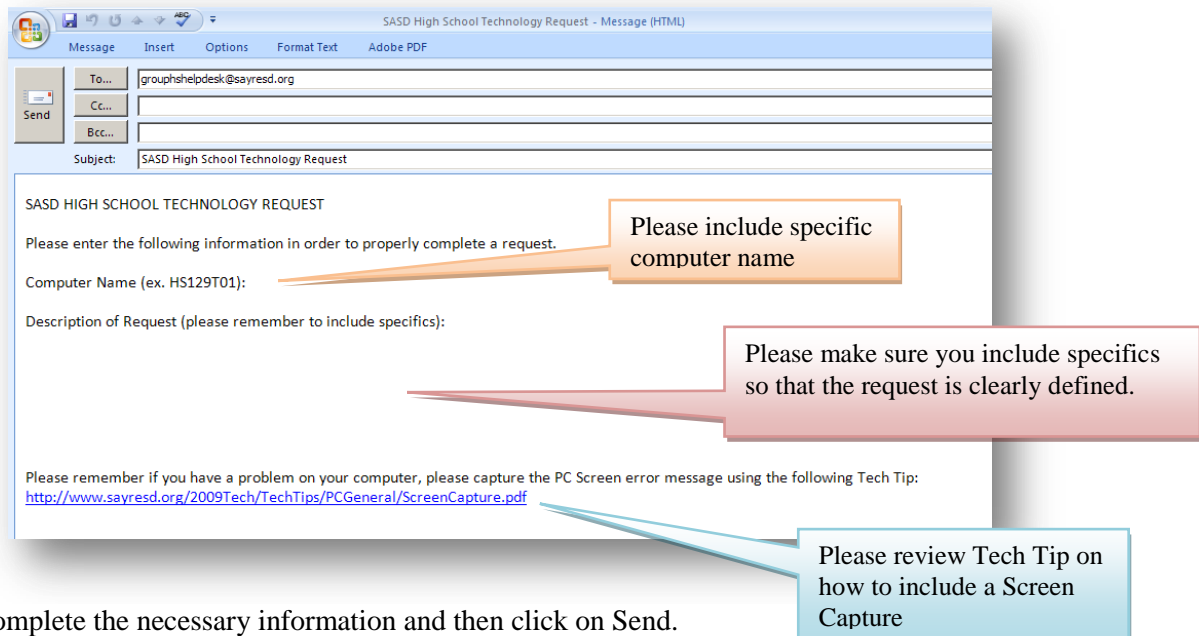 SASD High School Technology Request - Message (HTML)
Message Insert Options Format Text Adobe PDF
To... grouphshelpdesk@sayresd.org
Cc...
Send
Bcc...
Subject: SASD High School Technology Request
SASD HIGH SCHOOL TECHNOLOGY REQUEST
Please enter the following information in order to properly complete a request.
Please include specific
computer name
Computer Name (ex. HS129T01):
Description of Request (please remember to include specifics):
Please make sure you include specifics
so that the request is clearly defined.
Please remember if you have a problem on your computer, please capture the PC Screen error message using the following Tech Tip:
http://www.sayresd.org/2009Tech/TechTips/PCGeneral/ScreenCapture.pdf
Please review Tech Tip on
how to include a Screen
Capture
omplete the necessary information and then click on Send.